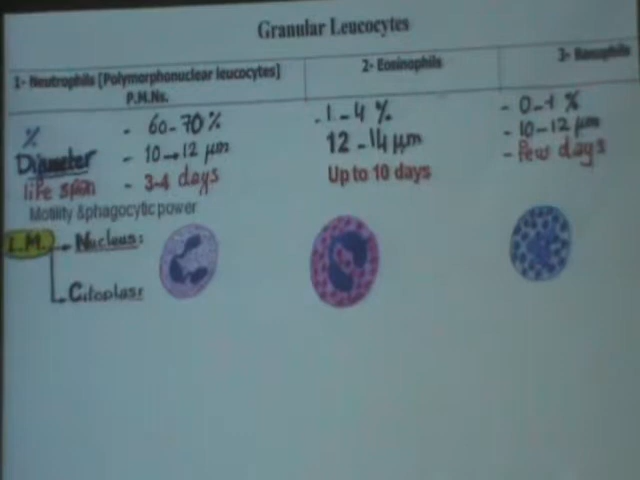 Granular Leucocytes
1- Neutrophils [Polymorphonuclear leucocytes]
P.M.Ns.
2- Eosinophils
3- Basophils
%
- 60-70%
- 1-4 %
- 0-1 %
Diameter
- 10→12 µm
12-14 µm
- 10-12 µm
life span
- 3-4 days
Up to 10 days
- Few days
Motility &phagocytic power
L.M.
Nucleus:
Citoplas: